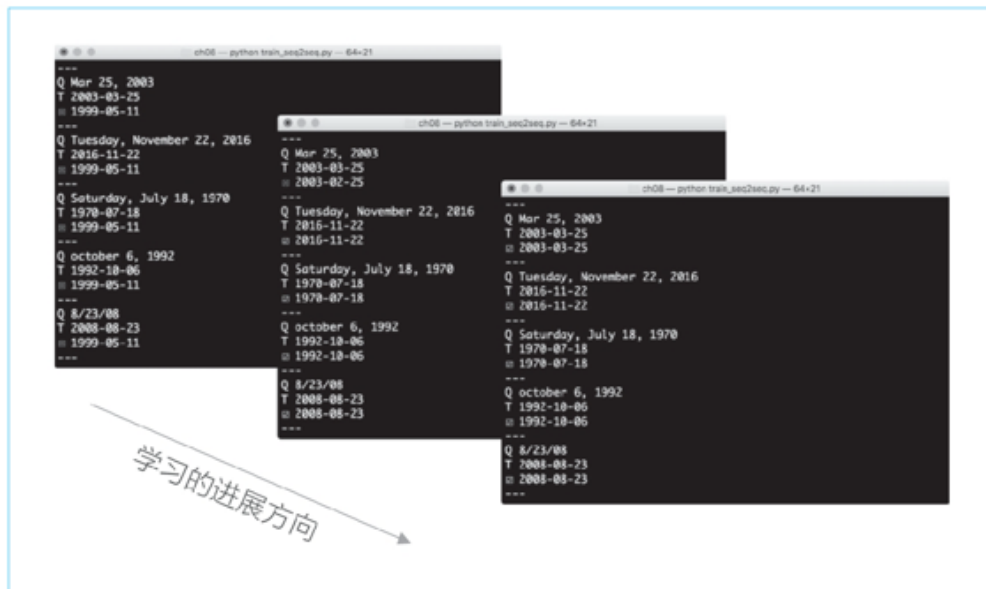 ch08 — python train_seq2seq.py — 64×21
---
Q Mar 25, 2003
T 2003-03-25
☒ 1999-05-11
---
Q Tuesday, November 22, 2016
T 2016-11-22
☒ 1999-05-11
---
Q Saturday, July 18, 1970
T 1970-07-18
☒ 1999-05-11
---
Q october 6, 1992
T 1992-10-06
☒ 1999-05-11
---
Q 8/23/08
T 2008-08-23
☒ 1999-05-11
---
ch08 — python train_seq2seq.py — 64×21
---
Q Mar 25, 2003
T 2003-03-25
☒ 2003-02-25
---
Q Tuesday, November 22, 2016
T 2016-11-22
☑ 2016-11-22
---
Q Saturday, July 18, 1970
T 1970-07-18
☑ 1970-07-18
---
Q october 6, 1992
T 1992-10-06
☑ 1992-10-06
---
Q 8/23/08
T 2008-08-23
☑ 2008-08-23
---
ch08 — python train_seq2seq.py — 64×21
---
Q Mar 25, 2003
T 2003-03-25
☑ 2003-03-25
---
Q Tuesday, November 22, 2016
T 2016-11-22
☑ 2016-11-22
---
Q Saturday, July 18, 1970
T 1970-07-18
☑ 1970-07-18
---
Q october 6, 1992
T 1992-10-06
☑ 1992-10-06
---
Q 8/23/08
T 2008-08-23
☑ 2008-08-23
---
学习的进展方向